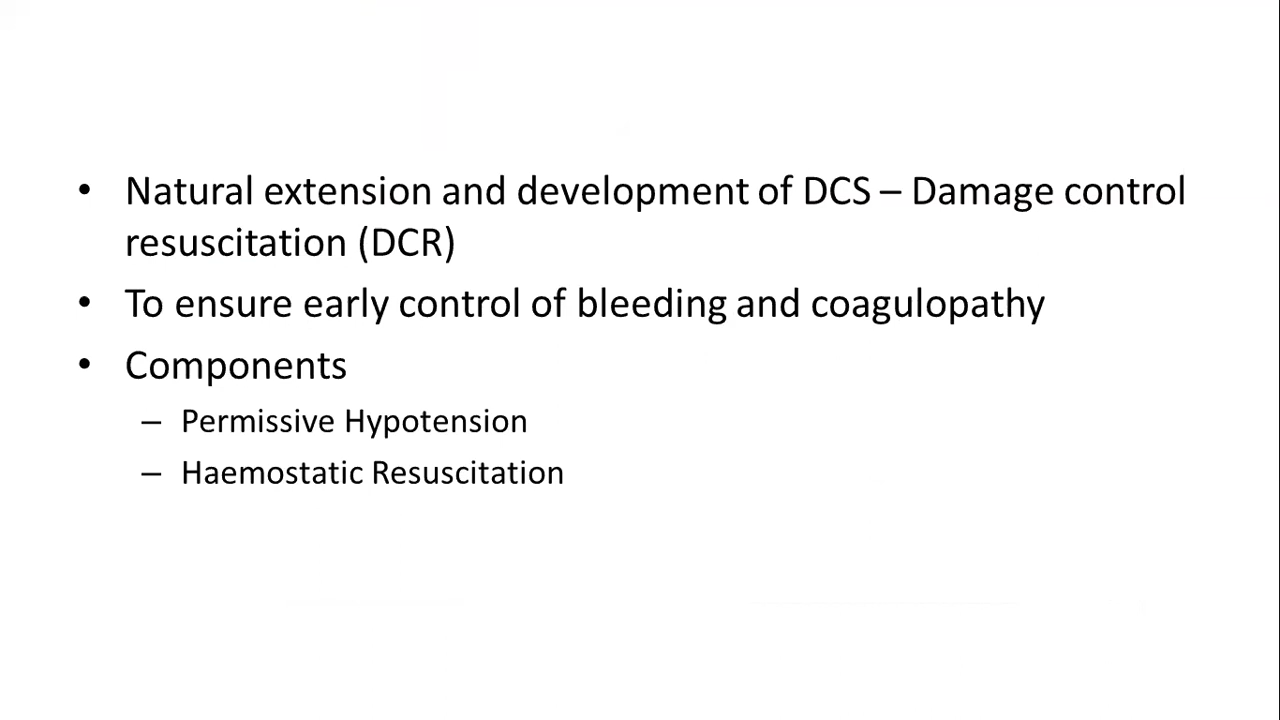 • Natural extension and development of DCS – Damage control
resuscitation (DCR)
• To ensure early control of bleeding and coagulopathy
• Components
– Permissive Hypotension
– Haemostatic Resuscitation